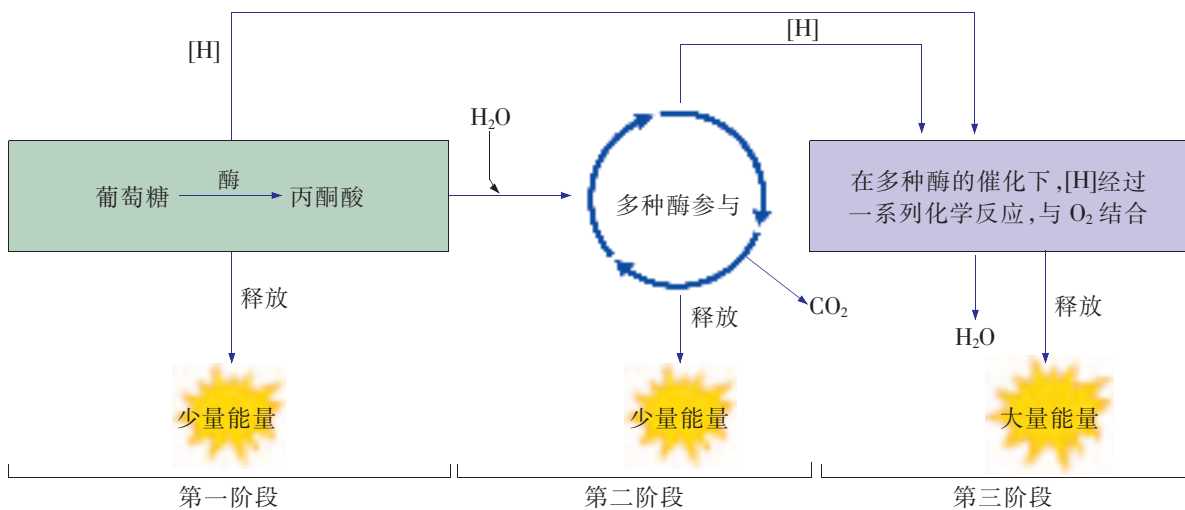 [H]
[H]
H₂O
葡萄糖 酶 丙酮酸
多种酶参与
在多种酶的催化下,[H]经过
一系列化学反应,与 O₂ 结合
释放
释放
CO₂
H₂O
释放
少量能量
少量能量
大量能量
第一阶段
第二阶段
第三阶段